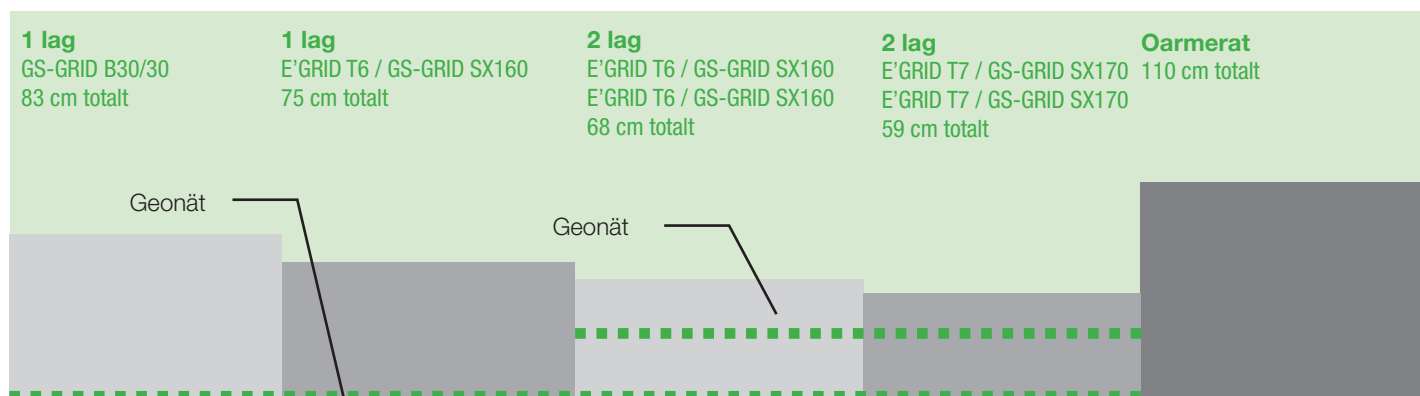 1 lag
GS-GRID B30/30
83 cm totalt
1 lag
E’GRID T6 / GS-GRID SX160
75 cm totalt
2 lag
E’GRID T6 / GS-GRID SX160
E’GRID T6 / GS-GRID SX160
68 cm totalt
2 lag
E’GRID T7 / GS-GRID SX170
E’GRID T7 / GS-GRID SX170
59 cm totalt
Oarmerat
110 cm totalt
Geonät
Geonät